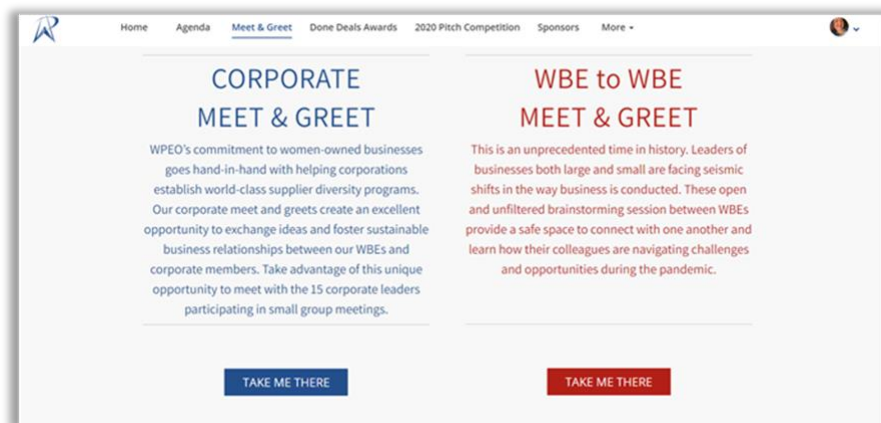 Home Agenda Meet & Greet Done Deals Awards 2020 Pitch Competition Sponsors More
CORPORATE
MEET & GREET
WPEO's commitment to women-owned businesses
goes hand-in-hand with helping corporations
establish world-class supplier diversity programs.
Our corporate meet and greets create an excellent
opportunity to exchange ideas and foster sustainable
business relationships between our WBEs and
corporate members. Take advantage of this unique
opportunity to meet with the 15 corporate leaders
participating in small group meetings.
TAKE ME THERE
WBE to WBE
MEET & GREET
This is an unprecedented time in history. Leaders of
businesses both large and small are facing seismic
shifts in the way business is conducted. These open
and unfiltered brainstorming session between WBEs
provide a safe space to connect with one another and
learn how their colleagues are navigating challenges
and opportunities during the pandemic.
TAKE ME THERE